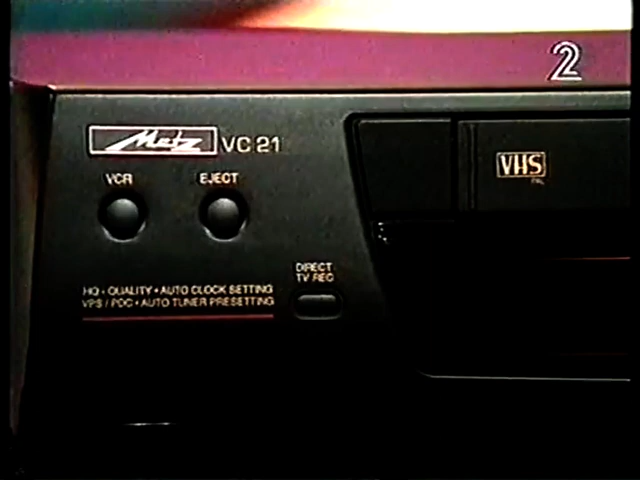 2
Metz VC 21
VCR EJECT
VHS
PAL
DIRECT
TV REC
HQ - QUALITY • AUTO CLOCK SETTING
VPS / PDC • AUTO TUNER PRESETTING